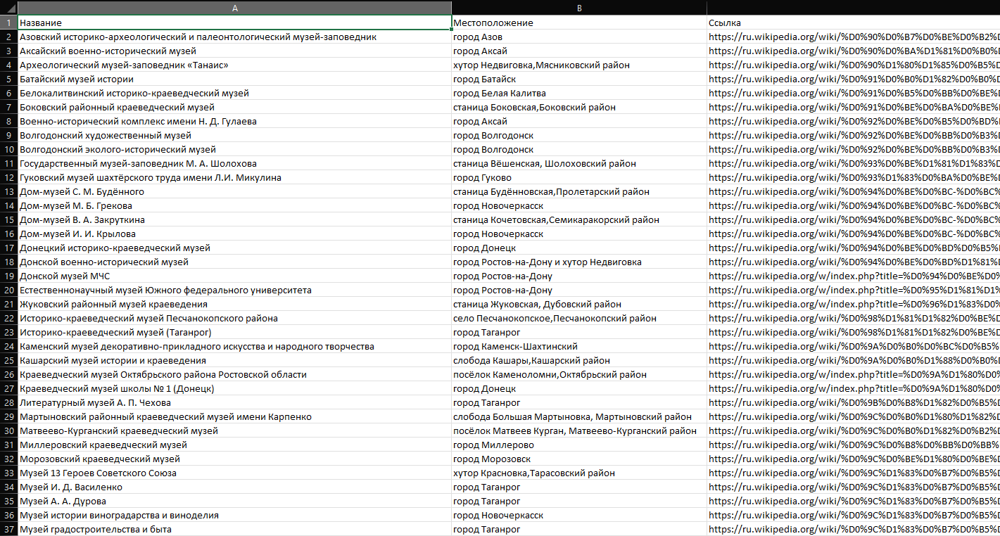 A B
1 Название Местоположение Ссылка
2 Азовский историко-археологический и палеонтологический музей-заповедник город Азов https://ru.wikipedia.org/wiki/%D0%90%D0%B7%D0%BE%D0%B2%D
3 Аксайский военно-исторический музей город Аксай https://ru.wikipedia.org/wiki/%D0%90%D0%BA%D1%81%D0%B0%D
4 Археологический музей-заповедник «Танаис» хутор Недвиговка,Мясниковский район https://ru.wikipedia.org/wiki/%D0%90%D1%80%D1%85%D0%B5%D
5 Батайский музей истории город Батайск https://ru.wikipedia.org/wiki/%D0%91%D0%B0%D1%82%D0%B0%D
6 Белокалитвинский историко-краеведческий музей город Белая Калитва https://ru.wikipedia.org/wiki/%D0%91%D0%B5%D0%BB%D0%BE%D
7 Боковский районный краеведческий музей станица Боковская,Боковский район https://ru.wikipedia.org/wiki/%D0%91%D0%BE%D0%BA%D0%BE%D
8 Военно-исторический комплекс имени Н. Д. Гулаева город Аксай https://ru.wikipedia.org/wiki/%D0%92%D0%BE%D0%B5%D0%BD%D
9 Волгодонский художественный музей город Волгодонск https://ru.wikipedia.org/wiki/%D0%92%D0%BE%D0%BB%D0%B3%D
10 Волгодонский эколого-исторический музей город Волгодонск https://ru.wikipedia.org/wiki/%D0%92%D0%BE%D0%BB%D0%B3%D
11 Государственный музей-заповедник М. А. Шолохова станица Вёшенская, Шолоховский район https://ru.wikipedia.org/wiki/%D0%93%D0%BE%D1%81%D1%83%D
12 Гуковский музей шахтёрского труда имени Л.И. Микулина город Гуково https://ru.wikipedia.org/wiki/%D0%93%D1%83%D0%BA%D0%BE%D
13 Дом-музей С. М. Будённого станица Будённовская,Пролетарский район https://ru.wikipedia.org/wiki/%D0%94%D0%BE%D0%BC-%D0%BC%
14 Дом-музей М. Б. Грекова город Новочеркасск https://ru.wikipedia.org/wiki/%D0%94%D0%BE%D0%BC-%D0%BC%
15 Дом-музей В. А. Закруткина станица Кочетовская,Семикаракорский район https://ru.wikipedia.org/wiki/%D0%94%D0%BE%D0%BC-%D0%BC%
16 Дом-музей И. И. Крылова город Новочеркасск https://ru.wikipedia.org/wiki/%D0%94%D0%BE%D0%BC-%D0%BC%
17 Донецкий историко-краеведческий музей город Донецк https://ru.wikipedia.org/wiki/%D0%94%D0%BE%D0%BD%D0%B5%D
18 Донской военно-исторический музей город Ростов-на-Дону и хутор Недвиговка https://ru.wikipedia.org/wiki/%D0%94%D0%BE%D0%BD%D1%81%D
19 Донской музей МЧС город Ростов-на-Дону https://ru.wikipedia.org/w/index.php?title=%D0%94%D0%BE%D0%
20 Естественнонаучный музей Южного федерального университета город Ростов-на-Дону https://ru.wikipedia.org/w/index.php?title=%D0%95%D1%81%D1%
21 Жуковский районный музей краеведения станица Жуковская, Дубовский район https://ru.wikipedia.org/w/index.php?title=%D0%96%D1%83%D0%
22 Историко-краеведческий музей Песчанокопского района село Песчанокопское,Песчанокопский район https://ru.wikipedia.org/wiki/%D0%98%D1%81%D1%82%D0%BE%D
23 Историко-краеведческий музей (Таганрог) город Таганрог https://ru.wikipedia.org/wiki/%D0%98%D1%81%D1%82%D0%BE%D
24 Каменский музей декоративно-прикладного искусства и народного творчества город Каменск-Шахтинский https://ru.wikipedia.org/wiki/%D0%9A%D0%B0%D0%BC%D0%B5%
25 Кашарский музей истории и краеведения слобода Кашары,Кашарский район https://ru.wikipedia.org/wiki/%D0%9A%D0%B0%D1%88%D0%B0%D
26 Краеведческий музей Октябрьского района Ростовской области посёлок Каменоломни,Октябрьский район https://ru.wikipedia.org/w/index.php?title=%D0%9A%D1%80%D0%
27 Краеведческий музей школы № 1 (Донецк) город Донецк https://ru.wikipedia.org/w/index.php?title=%D0%9A%D1%80%D0%
28 Литературный музей А. П. Чехова город Таганрог https://ru.wikipedia.org/wiki/%D0%9B%D0%B8%D1%82%D0%B5%D
29 Мартыновский районный краеведческий музей имени Карпенко слобода Большая Мартыновка, Мартыновский район https://ru.wikipedia.org/wiki/%D0%9C%D0%B0%D1%80%D1%82%D
30 Матвеево-Курганский краеведческий музей посёлок Матвеев Курган, Матвеево-Курганский район https://ru.wikipedia.org/wiki/%D0%9C%D0%B0%D1%82%D0%B2%D
31 Миллеровский краеведческий музей город Миллерово https://ru.wikipedia.org/wiki/%D0%9C%D0%B8%D0%BB%D0%BB%
32 Морозовский краеведческий музей город Морозовск https://ru.wikipedia.org/wiki/%D0%9C%D0%BE%D1%80%D0%BE%D
33 Музей 13 Героев Советского Союза хутор Красновка,Тарасовский район https://ru.wikipedia.org/wiki/%D0%9C%D1%83%D0%B7%D0%B5%D
34 Музей И. Д. Василенко город Таганрог https://ru.wikipedia.org/wiki/%D0%9C%D1%83%D0%B7%D0%B5%D
35 Музей А. А. Дурова город Таганрог https://ru.wikipedia.org/wiki/%D0%9C%D1%83%D0%B7%D0%B5%D
36 Музей истории виноградарства и виноделия город Новочеркасск https://ru.wikipedia.org/wiki/%D0%9C%D1%83%D0%B7%D0%B5%D
37 Музей градостроительства и быта город Таганрог https://ru.wikipedia.org/wiki/%D0%9C%D1%83%D0%B7%D0%B5%D